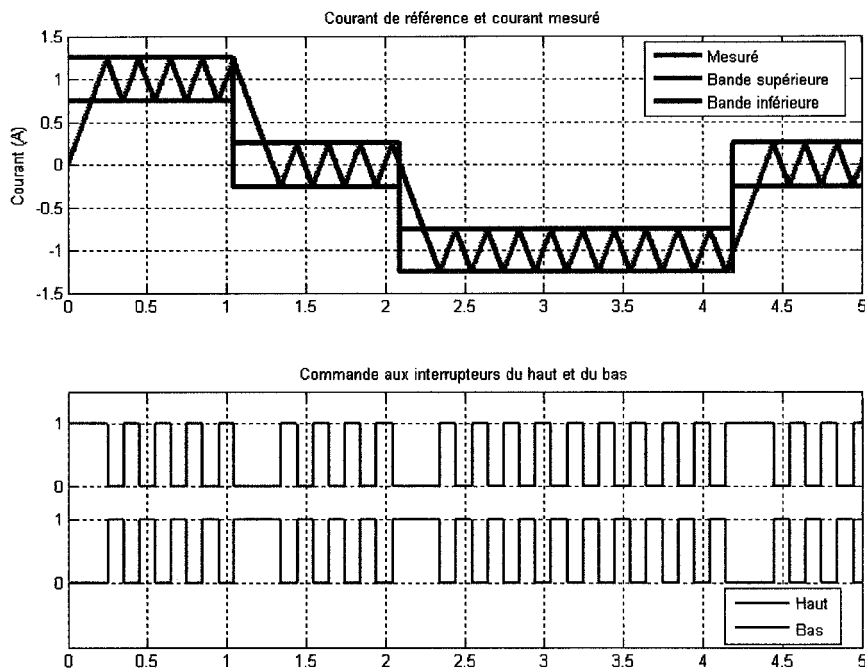 Courant de référence et courant mesuré
1.5
1
0.5
0
-0.5
-1
-1.5
Courant (A)
Mesuré
Bande supérieure
Bande inférieure
0 0.5 1 1.5 2 2.5 3 3.5 4 4.5 5
Commande aux interrupteurs du haut et du bas
1
0
1
0
Haut
Bas
0 0.5 1 1.5 2 2.5 3 3.5 4 4.5 5